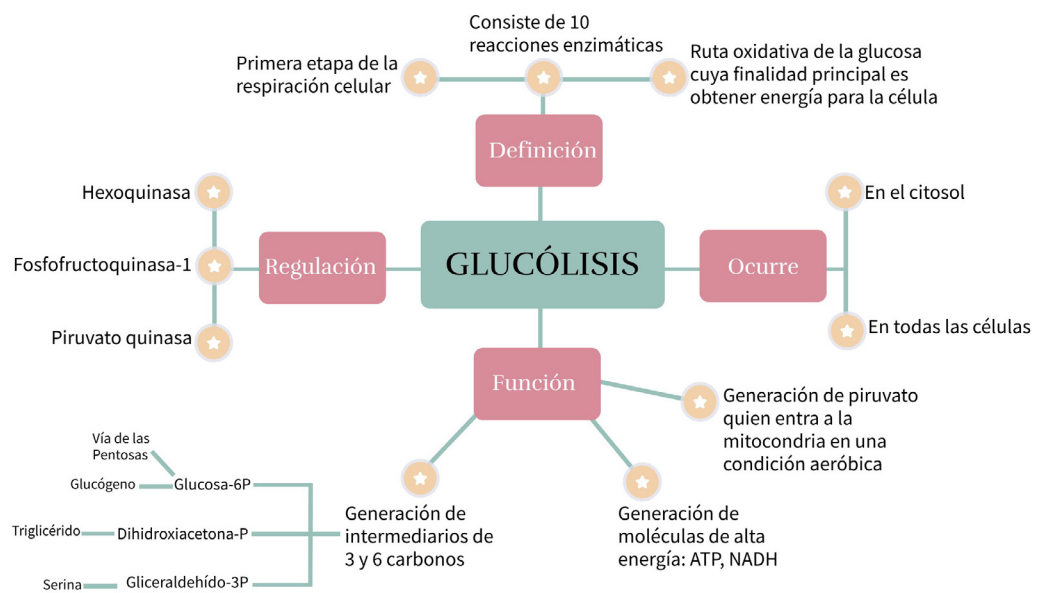 Consiste de 10
reacciones enzimáticas
Primera etapa de la
respiración celular
Ruta oxidativa de la glucosa
cuya finalidad principal es
obtener energía para la célula
Definición
Hexoquinasa
Fosfofructoquinasa-1
Piruvato quinasa
Regulación
GLUCÓLISIS
Ocurre
En el citosol
En todas las células
Función
Generación de piruvato
quien entra a la
mitocondria en una
condición aeróbica
Generación de
moléculas de alta
energía: ATP, NADH
Generación de
intermediarios de
3 y 6 carbonos
Vía de las
Pentosas
Glucógeno
Glucosa-6P
Triglicérido
Dihidroxiacetona-P
Serina
Gliceraldehído-3P